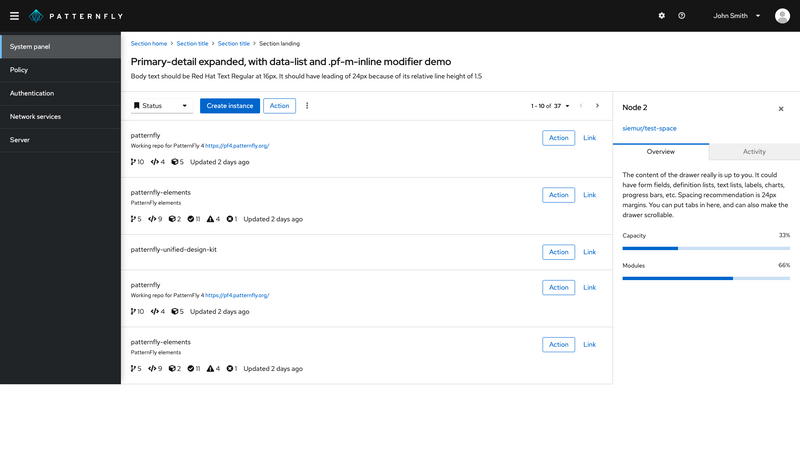 PATTERNFLY
John Smith
System panel
Policy
Authentication
Network services
Server
Section home > Section title > Section title > Section landing
Primary-detail expanded, with data-list and .pf-m-inline modifier demo
Body text should be Red Hat Text Regular at 16px. It should have leading of 24px because of its relative line height of 1.5
Status Create instance Action 1 - 10 of 37
patternfly
Working repo for PatternFly 4 https://pf4.patternfly.org/
10 4 5 Updated 2 days ago
Action Link
patternfly-elements
PatternFly elements
5 9 2 11 4 1 Updated 2 days ago
Action Link
patternfly-unified-design-kit
Action Link
patternfly
Working repo for PatternFly 4 https://pf4.patternfly.org/
10 4 5 Updated 2 days ago
Action Link
patternfly-elements
PatternFly elements
5 9 2 11 4 1 Updated 2 days ago
Action Link
Node 2
siemur/test-space
Overview Activity
The content of the drawer really is up to you. It could
have form fields, definition lists, text lists, labels, charts,
progress bars, etc. Spacing recommendation is 24px
margins. You can put tabs in here, and can also make the
drawer scrollable.
Capacity 33%
Modules 66%